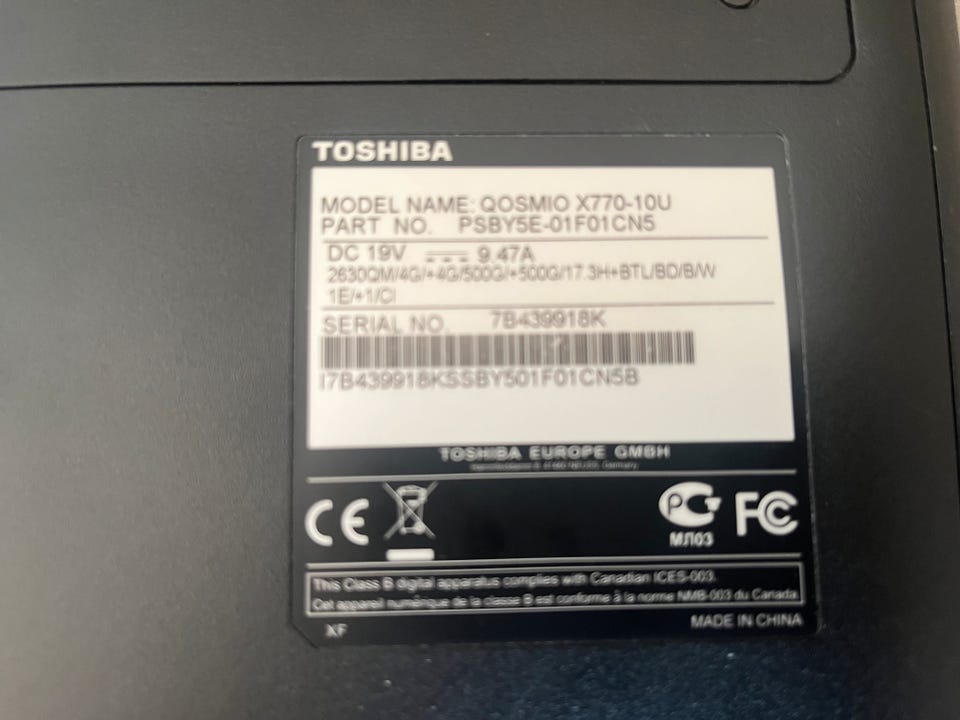 TOSHIBA
MODEL NAME: QOSMIO X770-10U
PART NO. PSBY5E-01F01CN5
DC 19V 9.47A
2630QM/4G/+4G/500G/+500G/17.3H+BTL/BD/B/W
1E/+1/CI
SERIAL NO. 7B439918K
I7B439918KSSBY501F01CN5B
TOSHIBA EUROPE GMBH
Germany
CE
PG FC
МЛ03
This Class B digital apparatus complies with Canadian ICES-003.
Cet appareil numérique de la classe B est conforme à la norme NMB-003 du Canada
XF MADE IN CHINA